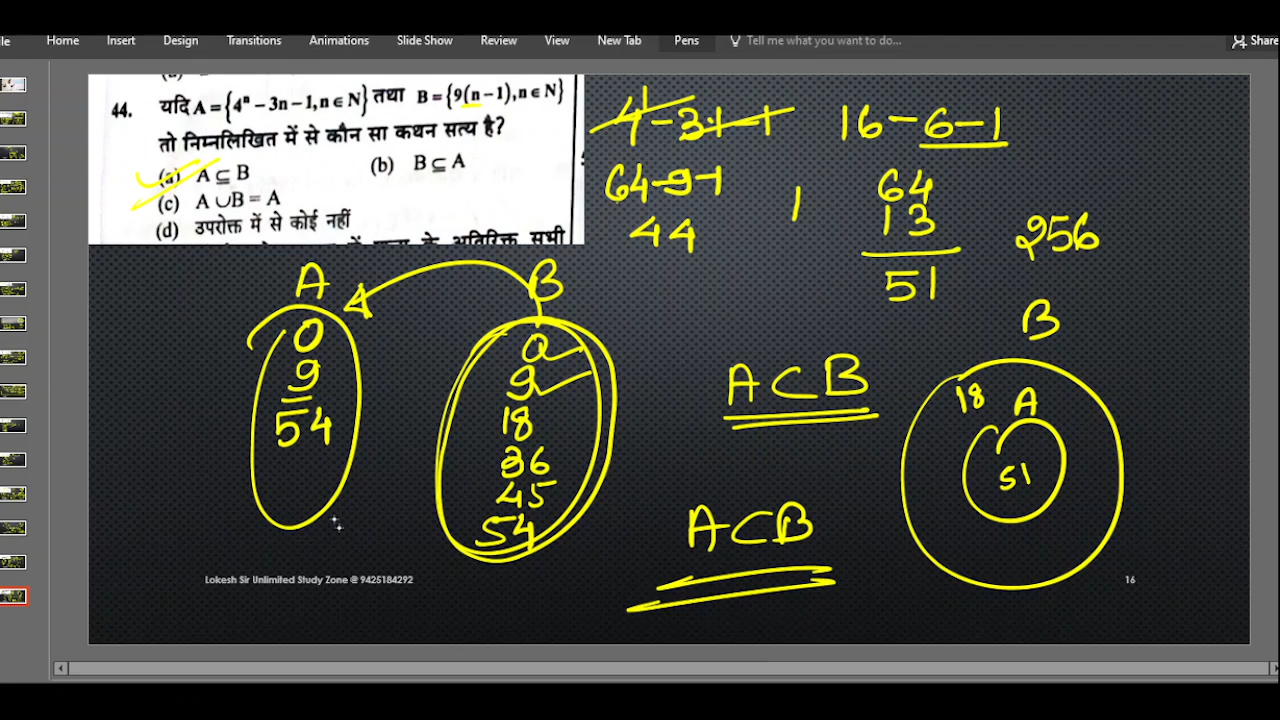 Home Insert Design Transitions Animations Slide Show Review View New Tab Pens Tell me what you want to do... Share
44. यदि A = {4ⁿ − 3n − 1, n ∈ N} तथा B = {9(n − 1), n ∈ N}
तो निम्नलिखित में से कौन सा कथन सत्य है?
(a) A ⊆ B (b) B ⊆ A
(c) A ∪ B = A
(d) उपरोक्त में से कोई नहीं
16 − 6 − 1
64 − 9 − 1
44
1
64
13
51
256
A
0
9
54
B
0
9
18
36
45
54
A ⊂ B
A ⊂ B
B
18
A
51
Lokesh Sir Unlimited Study Zone @ 9425184292
16